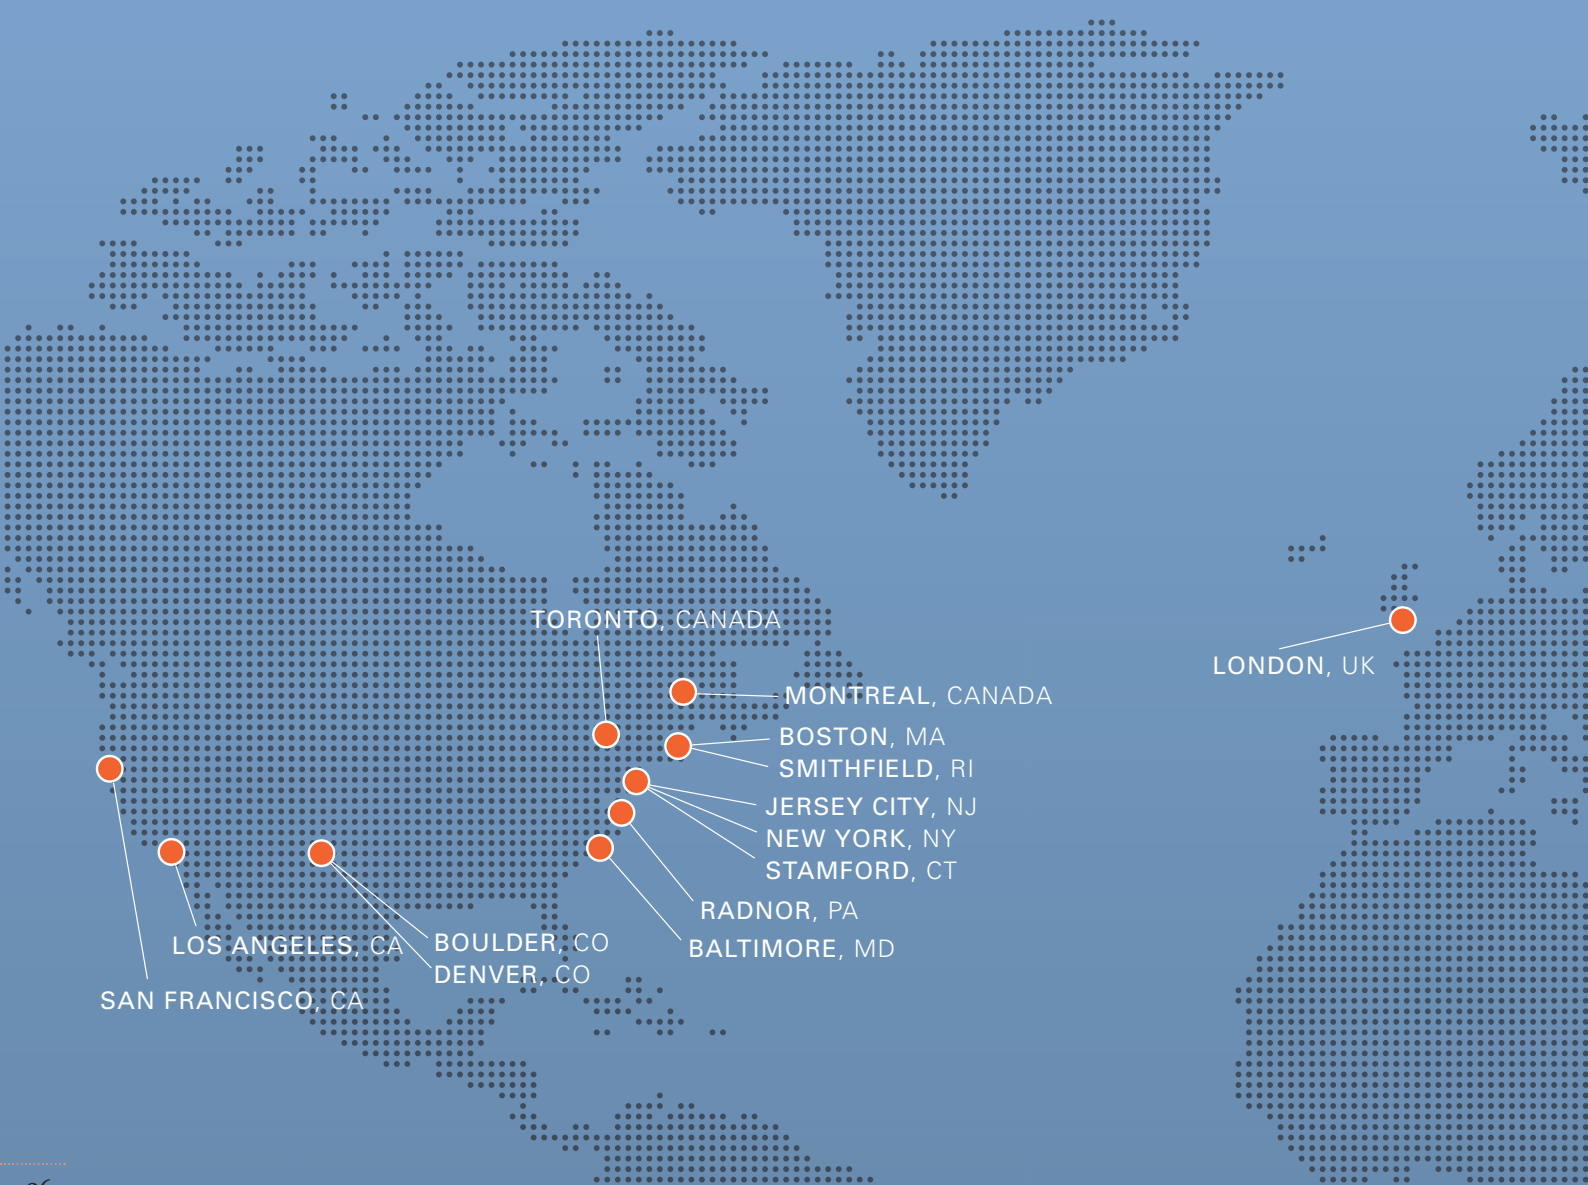 TORONTO, CANADA
LONDON, UK
MONTREAL, CANADA
BOSTON, MA
SMITHFIELD, RI
JERSEY CITY, NJ
NEW YORK, NY
STAMFORD, CT
RADNOR, PA
BALTIMORE, MD
LOS ANGELES, CA
BOULDER, CO
DENVER, CO
SAN FRANCISCO, CA